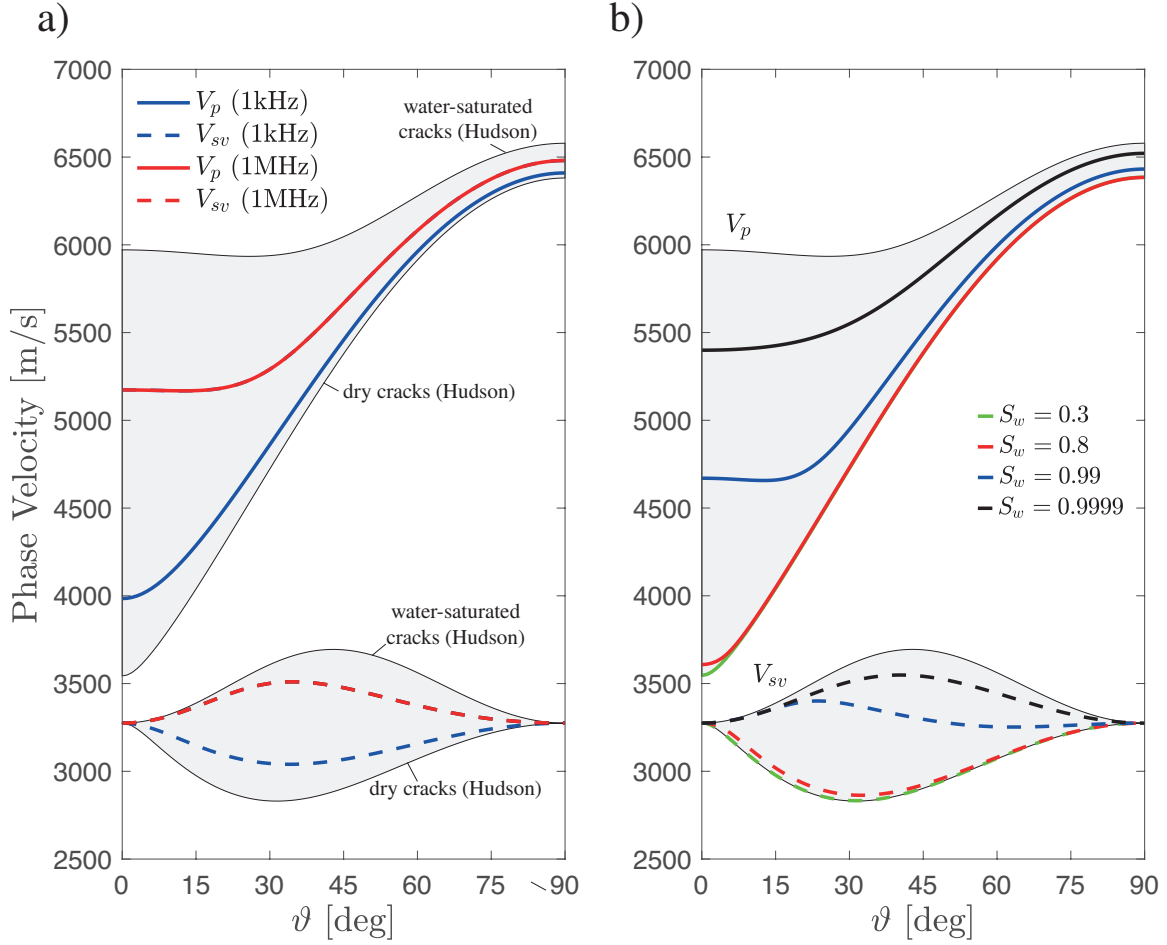 a)
7000
6500
6000
5500
5000
4500
4000
3500
3000
2500
Phase Velocity [m/s]
V_p (1kHz)
V_sv (1kHz)
V_p (1MHz)
V_sv (1MHz)
water-saturated
cracks (Hudson)
dry cracks (Hudson)
water-saturated
cracks (Hudson)
dry cracks (Hudson)
0
15
30
45
60
75
90
ϑ [deg]
b)
7000
6500
6000
5500
5000
4500
4000
3500
3000
2500
V_p
S_w = 0.3
S_w = 0.8
S_w = 0.99
S_w = 0.9999
V_sv
0
15
30
45
60
75
90
ϑ [deg]